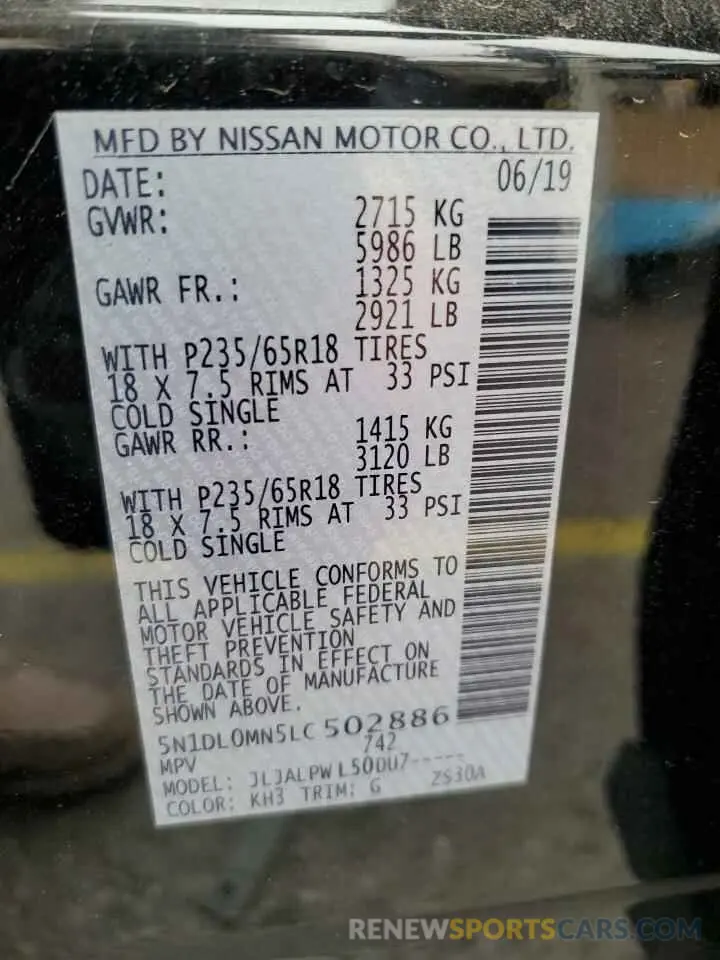 MFD BY NISSAN MOTOR CO., LTD.
DATE: 06/19
GVWR: 2715 KG
5986 LB
GAWR FR.: 1325 KG
2921 LB
WITH P235/65R18 TIRES
18 X 7.5 RIMS AT 33 PSI
COLD SINGLE
GAWR RR.: 1415 KG
3120 LB
WITH P235/65R18 TIRES
18 X 7.5 RIMS AT 33 PSI
COLD SINGLE
THIS VEHICLE CONFORMS TO
ALL APPLICABLE FEDERAL
MOTOR VEHICLE SAFETY AND
THEFT PREVENTION
STANDARDS IN EFFECT ON
THE DATE OF MANUFACTURE
SHOWN ABOVE.
5N1DL0MN5LC 502886
MPV 742
MODEL:
COLOR: KH3 TRIM: G
RENEWSPORTSCARS.COM